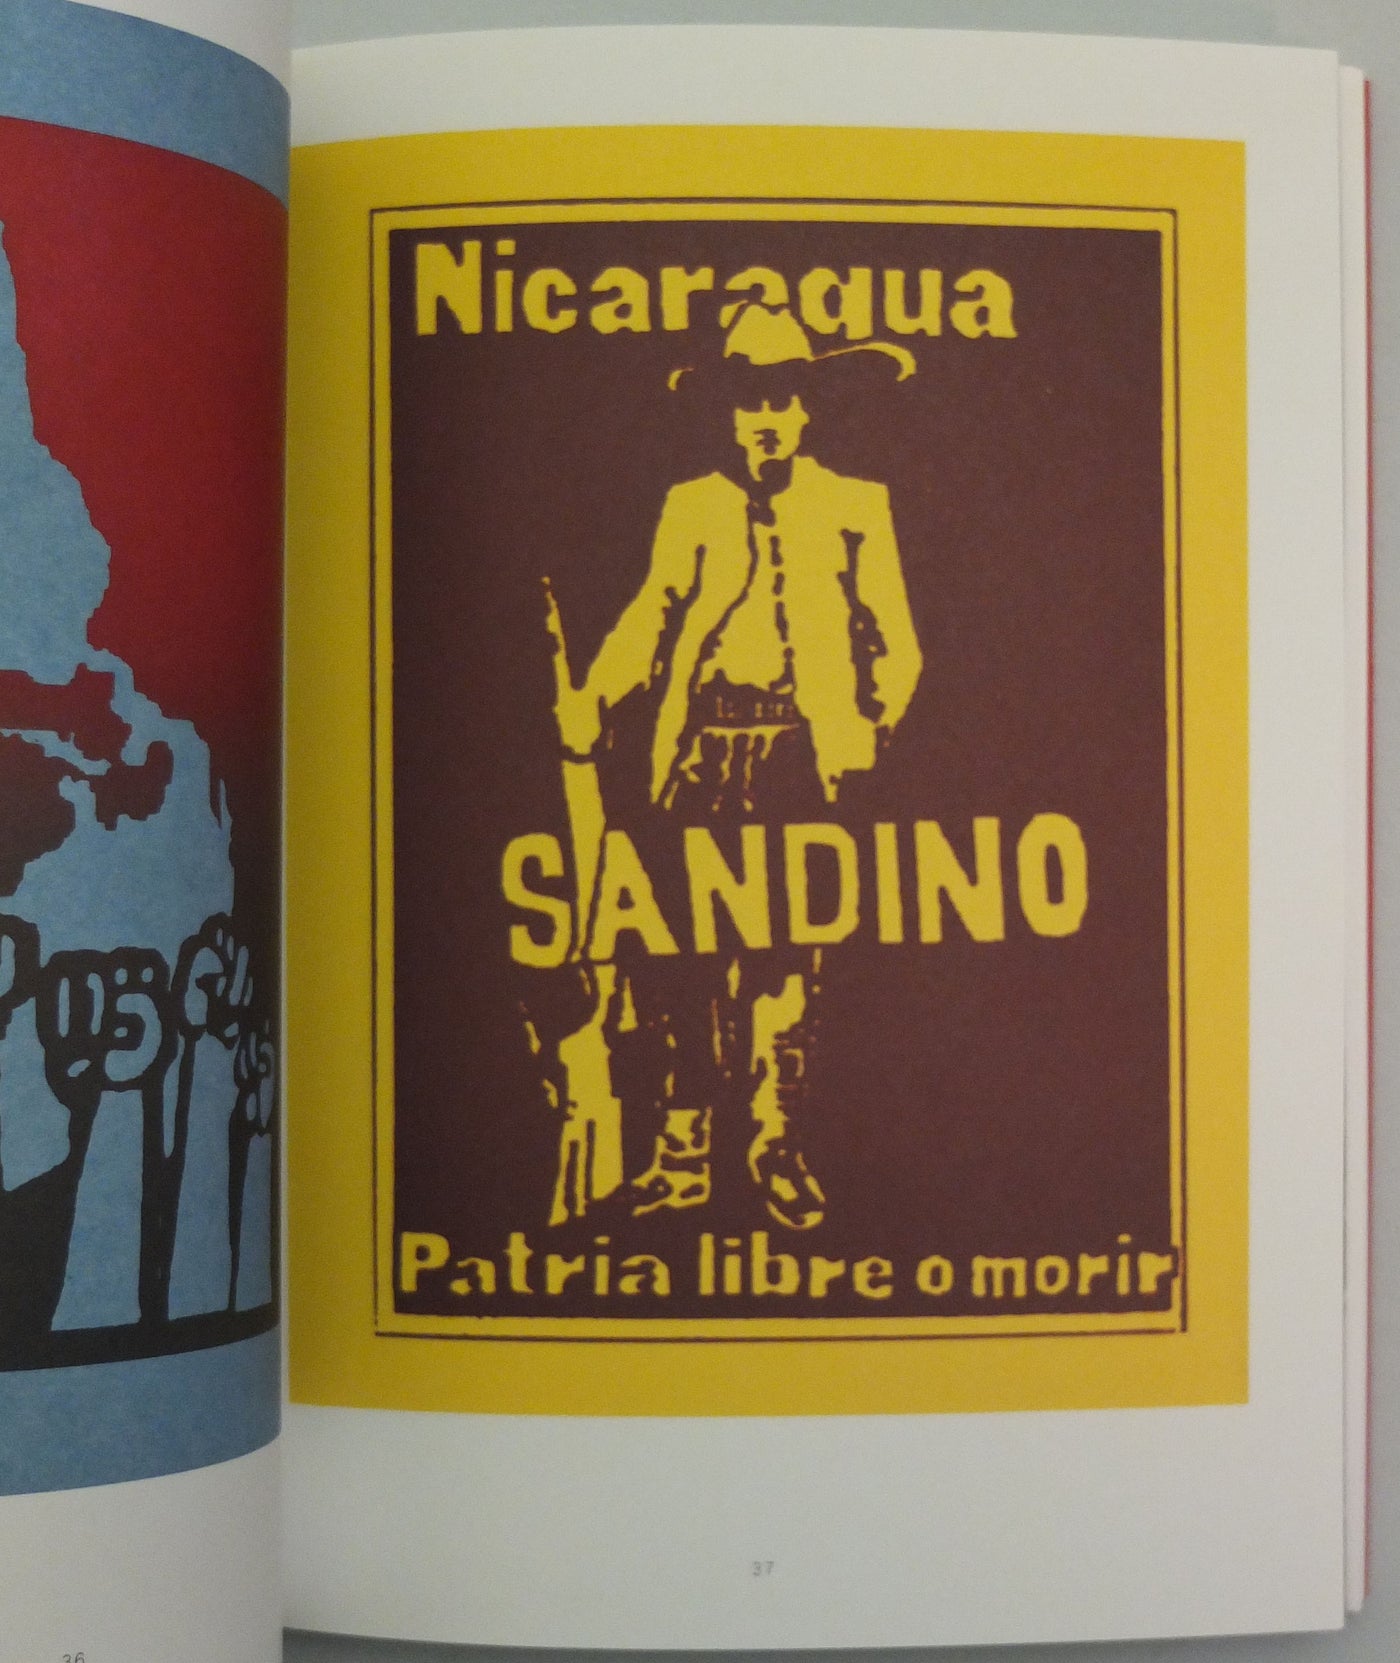 Nicaragua
SANDINO
Patria libre o morir
37
36